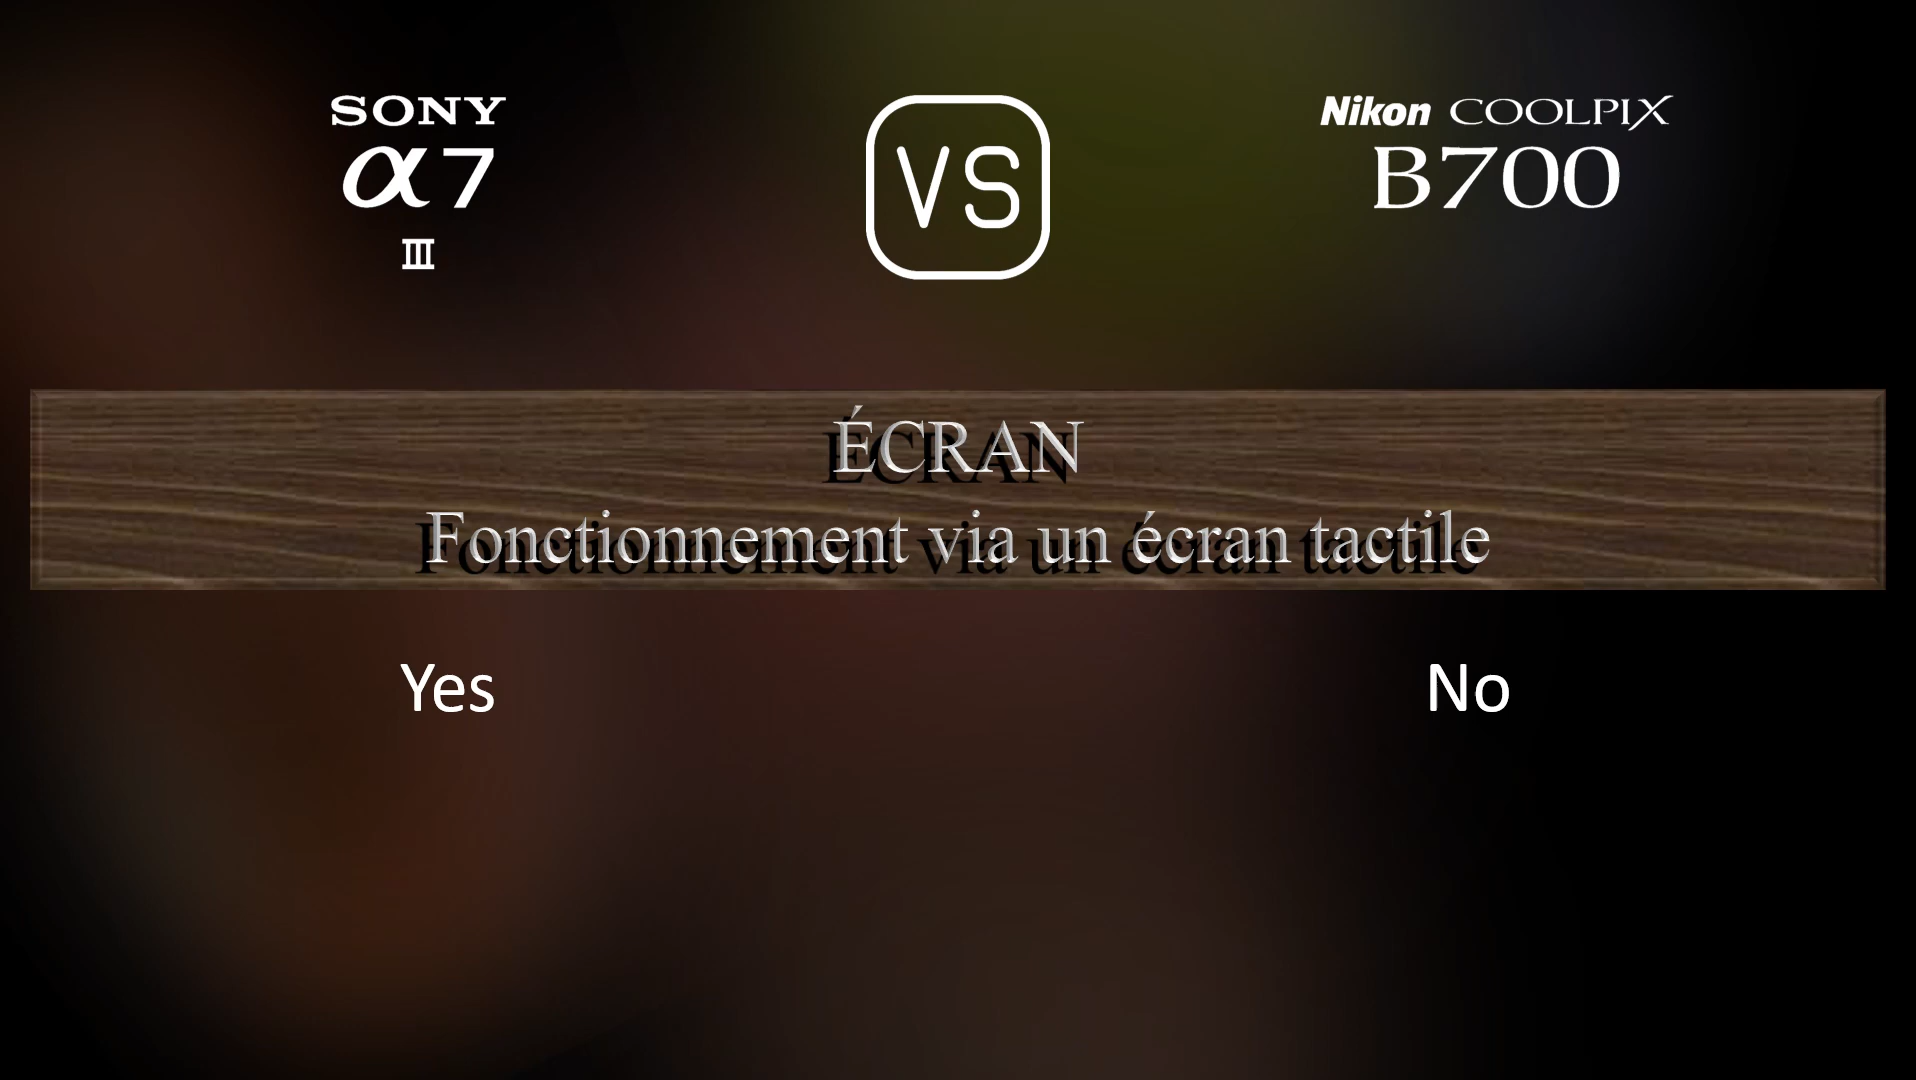 SONY
α7
III
VS
Nikon COOLPIX
B700
ÉCRAN
Fonctionnement via un écran tactile
Yes
No